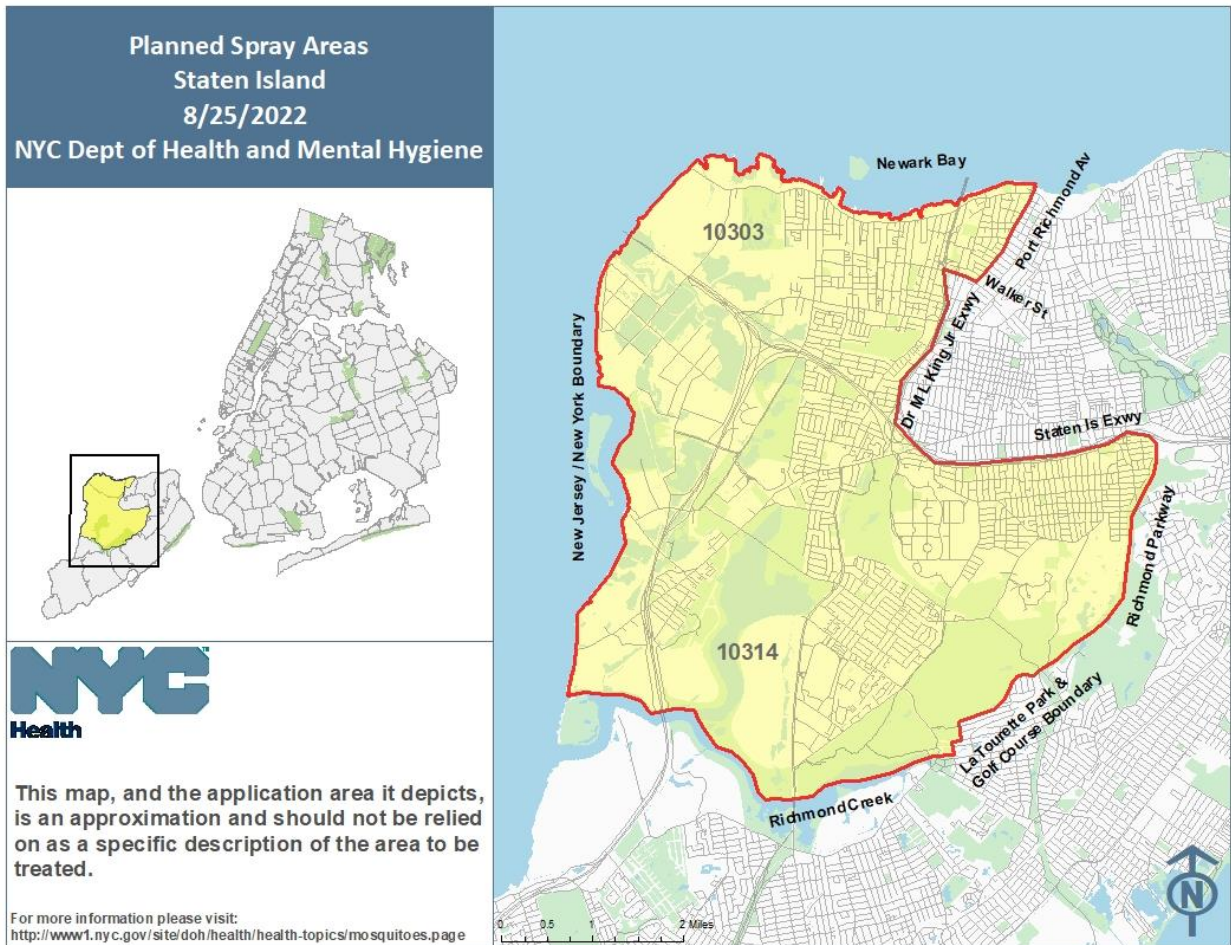 Planned Spray Areas
Staten Island
8/25/2022
NYC Dept of Health and Mental Hygiene
NYC
Health
This map, and the application area it depicts,
is an approximation and should not be relied
on as a specific description of the area to be
treated.
For more information please visit:
http://www1.nyc.gov/site/doh/health/health-topics/mosquitoes.page
Newark Bay
Port Richmond Av
10303
Walker St
Dr M L King Jr Exwy
New Jersey / New York Boundary
Staten Is Exwy
Richmond Parkway
10314
La Tourette Park &
Golf Course Boundary
Richmond Creek
0 0.5 1 2 Miles
N